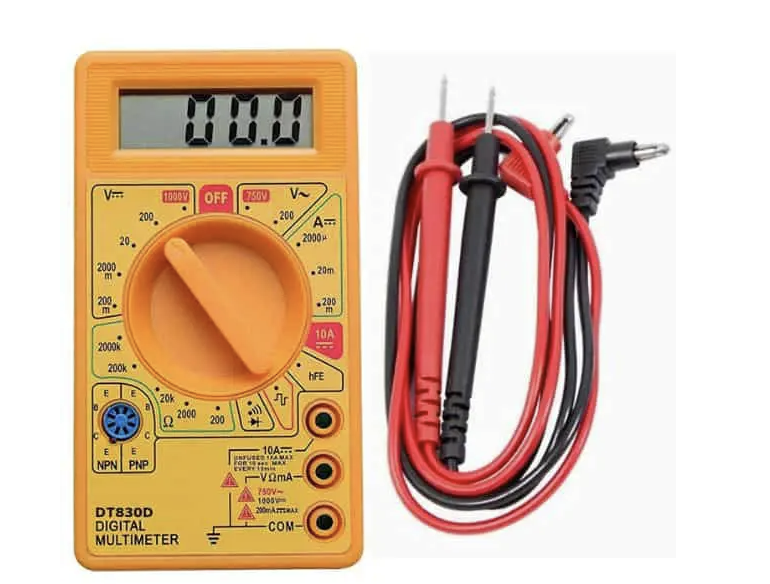 00.0
V⎓ 1000V OFF 750V V~
200 200
A⎓
20 2000µ
2000
m 20m
200
m 200
m
2000k 10A
200k hFE
20k
Ω 2000 200
E E
B B
C C
E E
NPN PNP
10A⎓
UNFUSED 10A MAX
FOR 10 sec MAX
EVERY 15min
VΩmA
750V~
1000V⎓
200mA⎓MAX
COM
DT830D
DIGITAL
MULTIMETER